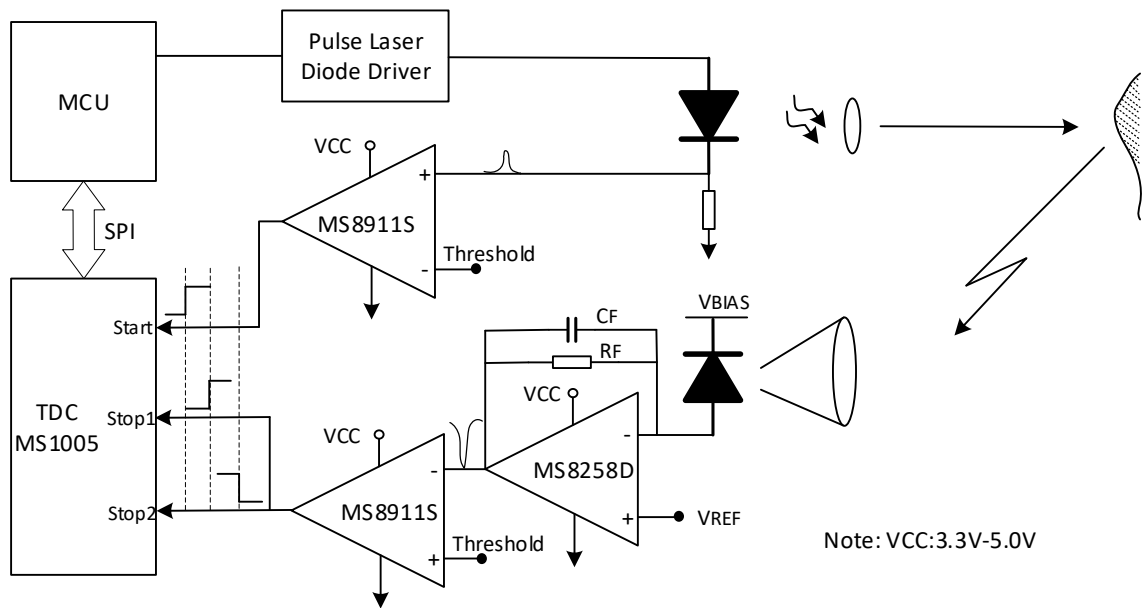 Pulse Laser
Diode Driver
MCU
VCC
+
MS8911S
SPI
Threshold
-
Start
VBIAS
CF
RF
VCC
Stop1
TDC
MS1005
VCC
-
-
MS8258D
Stop2
MS8911S
+
VREF
Threshold
+
Note: VCC:3.3V-5.0V